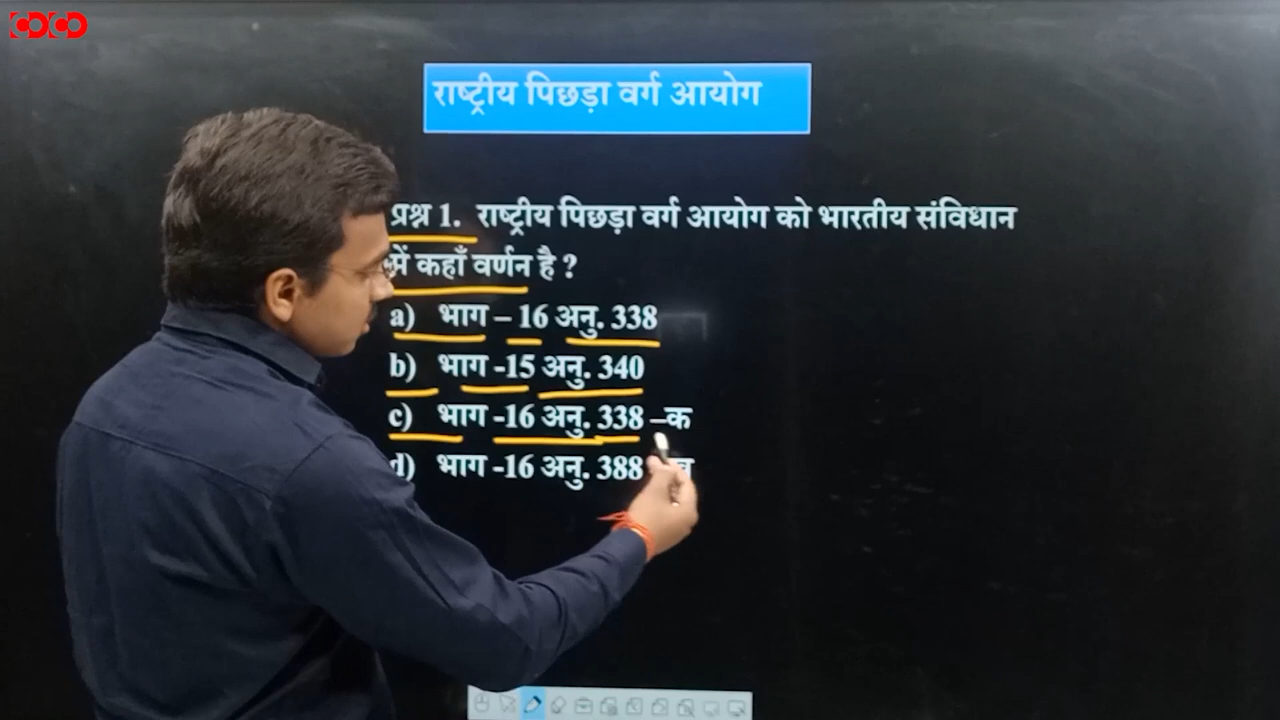 COCO
राष्ट्रीय पिछड़ा वर्ग आयोग
प्रश्न 1. राष्ट्रीय पिछड़ा वर्ग आयोग को भारतीय संविधान
में कहाँ वर्णन है ?
a) भाग – 16 अनु. 338
b) भाग -15 अनु. 340
c) भाग -16 अनु. 338 –क
d) भाग -16 अनु. 388